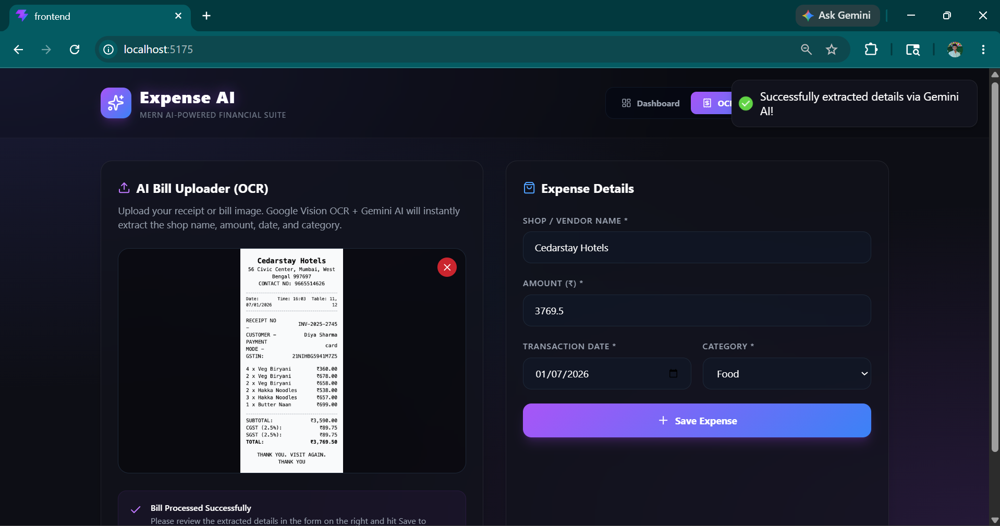 frontend
Ask Gemini
localhost:5175
Expense AI
MERN AI-POWERED FINANCIAL SUITE
Dashboard
Successfully extracted details via Gemini
AI!
AI Bill Uploader (OCR)
Upload your receipt or bill image. Google Vision OCR + Gemini AI will instantly
extract the shop name, amount, date, and category.
Cedarstay Hotels
56 Civic Center, Mumbai, West
Bengal 997697
CONTACT NO: 9665514626
Date: Time: 16:03 Table: 11,
07/01/2026 12
RECEIPT NO
– INV-2025-2745
CUSTOMER – Diya Sharma
PAYMENT
MODE – card
GSTIN: 21NIHBG5941M7Z5
4 x Veg Biryani ₹360.00
2 x Veg Biryani ₹678.00
2 x Veg Biryani ₹658.00
2 x Hakka Noodles ₹538.00
3 x Hakka Noodles ₹657.00
1 x Butter Naan ₹699.00
SUBTOTAL: ₹3,590.00
CGST (2.5%): ₹89.75
SGST (2.5%): ₹89.75
TOTAL: ₹3,769.50
THANK YOU. VISIT AGAIN.
THANK YOU
Bill Processed Successfully
Please review the extracted details in the form on the right and hit Save to
Expense Details
SHOP / VENDOR NAME *
Cedarstay Hotels
AMOUNT (₹) *
3769.5
TRANSACTION DATE * CATEGORY *
01/07/2026 Food
+ Save Expense